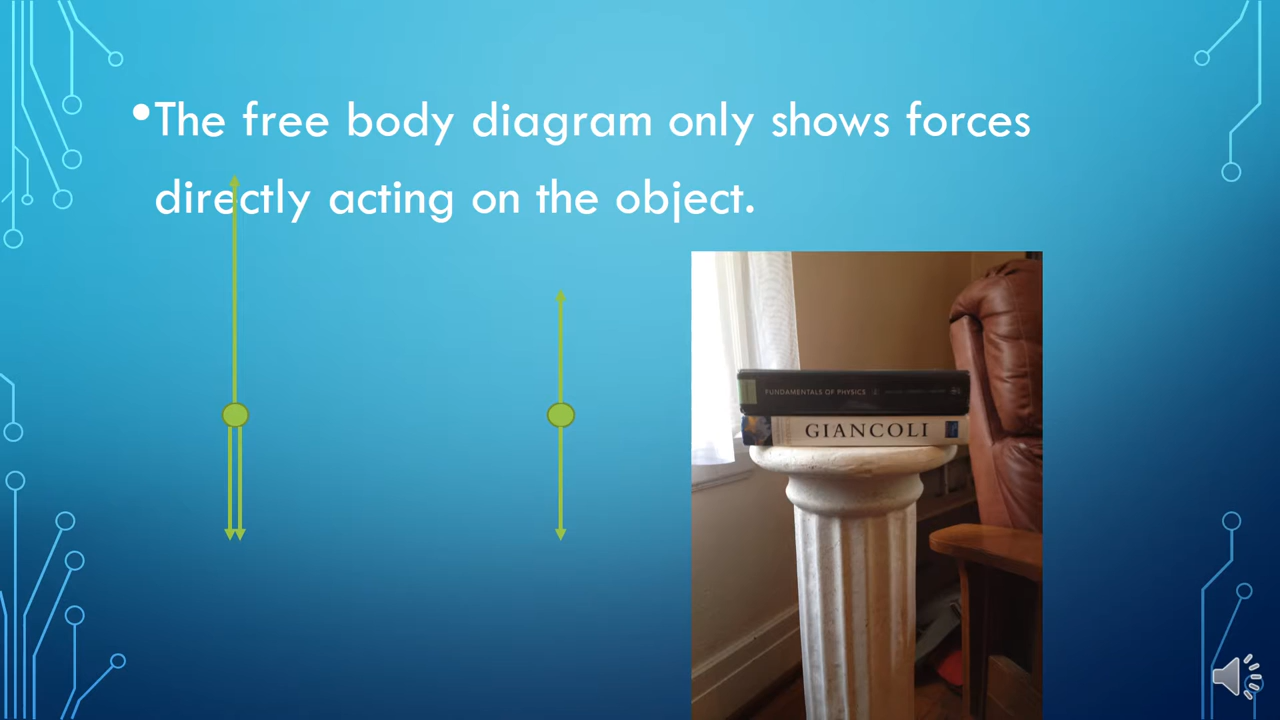 •The free body diagram only shows forces
directly acting on the object.
FUNDAMENTALS OF PHYSICS
GIANCOLI